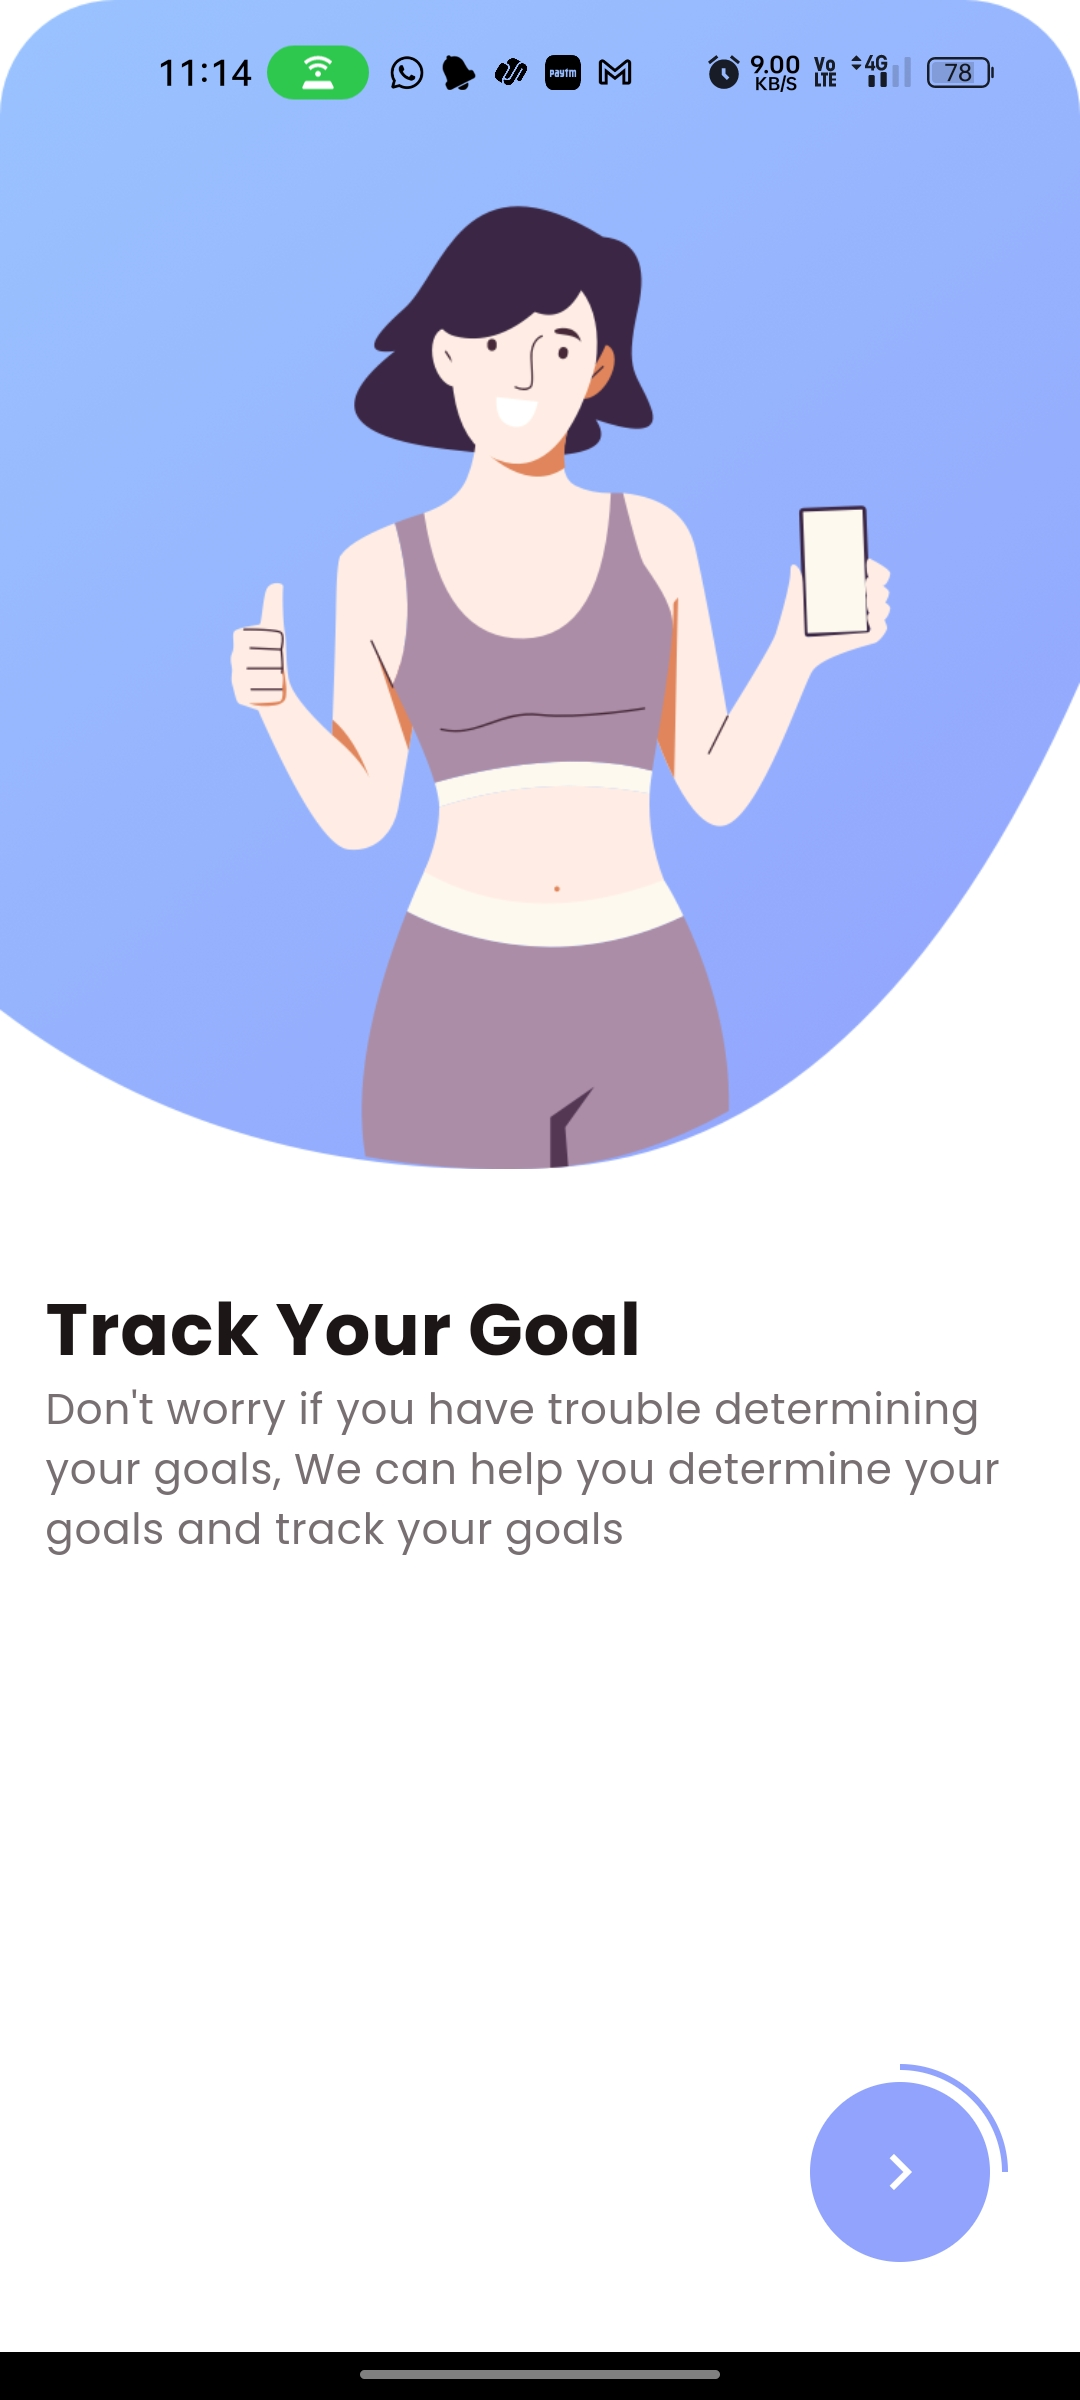 11:14 paytm 9.00 KB/S Vo LTE 4G 78
Track Your Goal
Don't worry if you have trouble determining
your goals, We can help you determine your
goals and track your goals